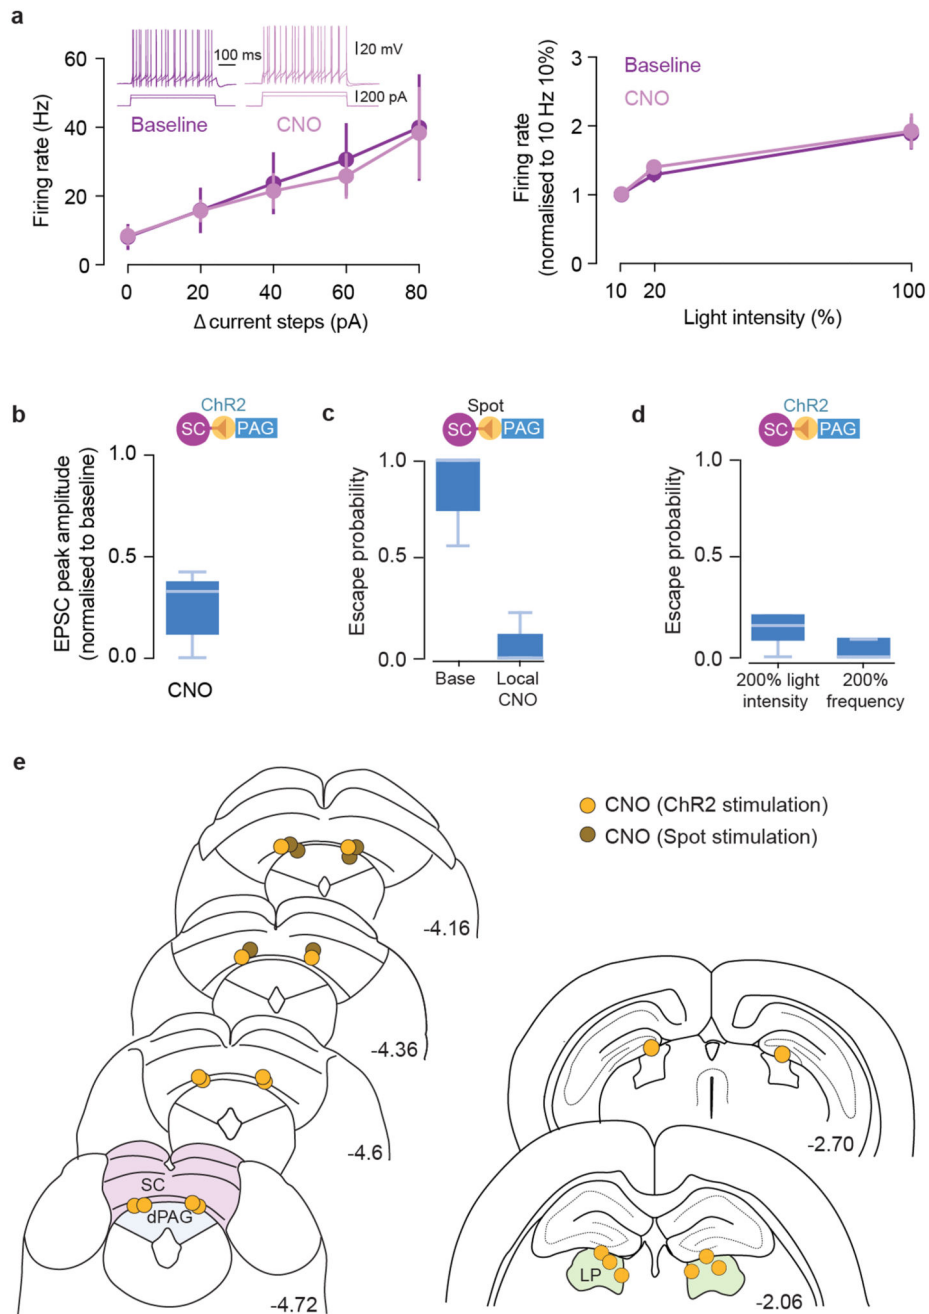 a
60
40
20
0
Firing rate (Hz)
100 ms
20 mV
200 pA
Baseline
CNO
0
20
40
60
80
Δ current steps (pA)
3
2
1
0
Firing rate
(normalised to 10 Hz 10%)
Baseline
CNO
10
20
100
Light intensity (%)
b
ChR2
SC
PAG
1.0
0.5
0.0
EPSC peak amplitude
(normalised to baseline)
CNO
c
Spot
SC
PAG
1.0
0.5
0.0
Escape probability
Base
Local
CNO
d
ChR2
SC
PAG
1.0
0.5
0.0
Escape probability
200% light
intensity
200%
frequency
e
CNO (ChR2 stimulation)
CNO (Spot stimulation)
-4.16
-4.36
-4.6
SC
dPAG
-4.72
-2.70
LP
-2.06